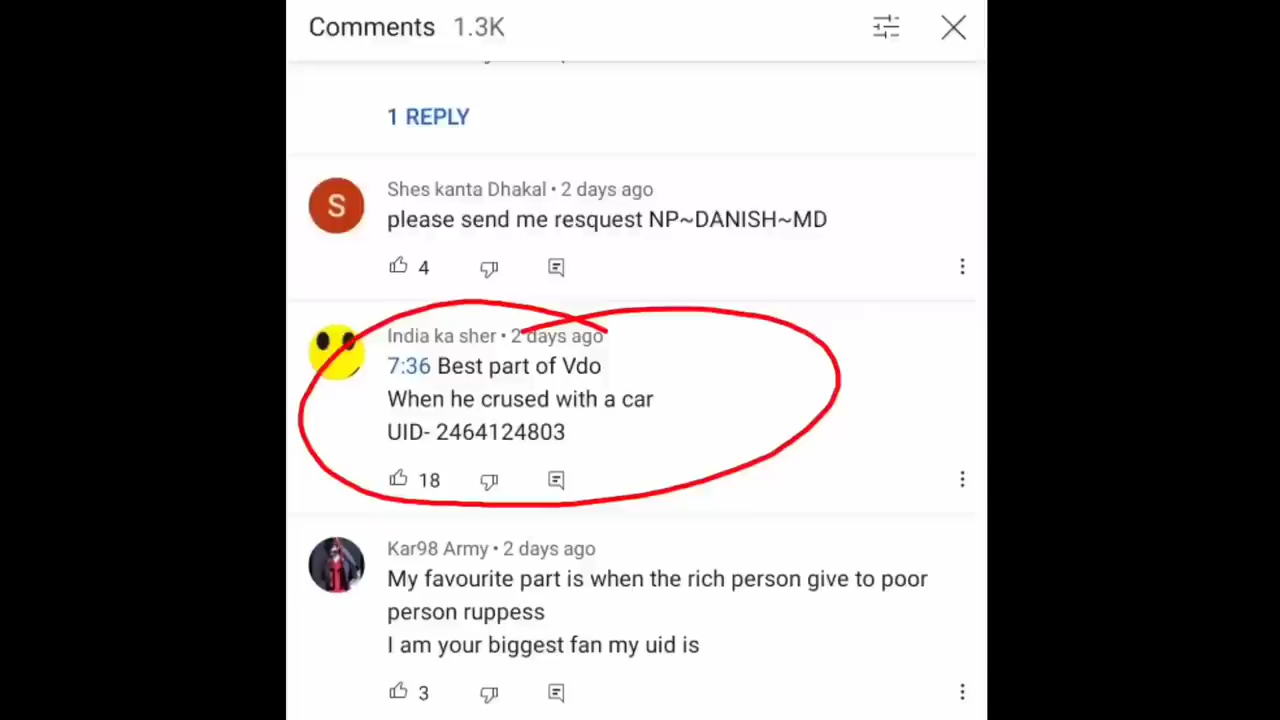 Comments 1.3K
1 REPLY
Shes kanta Dhakal • 2 days ago
S
please send me resquest NP~DANISH~MD
4
India ka sher • 2 days ago
7:36 Best part of Vdo
When he crused with a car
UID- 2464124803
18
Kar98 Army • 2 days ago
My favourite part is when the rich person give to poor
person ruppess
I am your biggest fan my uid is
3